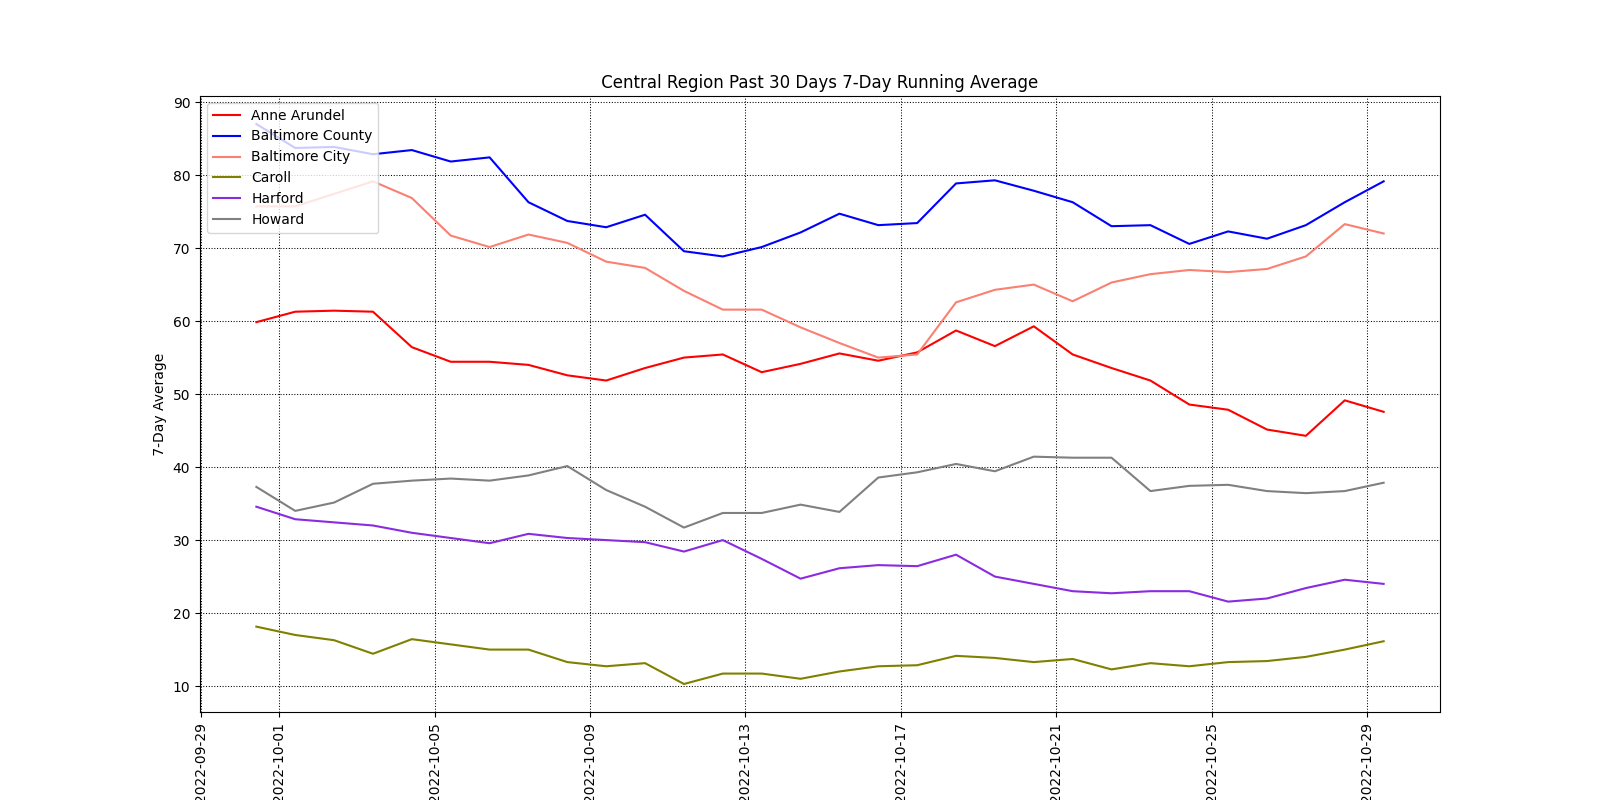 Central Region Past 30 Days 7-Day Running Average
90
80
70
60
50
40
30
20
10
7-Day Average
Anne Arundel
Baltimore County
Baltimore City
Caroll
Harford
Howard
2022-09-29
2022-10-01
2022-10-05
2022-10-09
2022-10-13
2022-10-17
2022-10-21
2022-10-25
2022-10-29